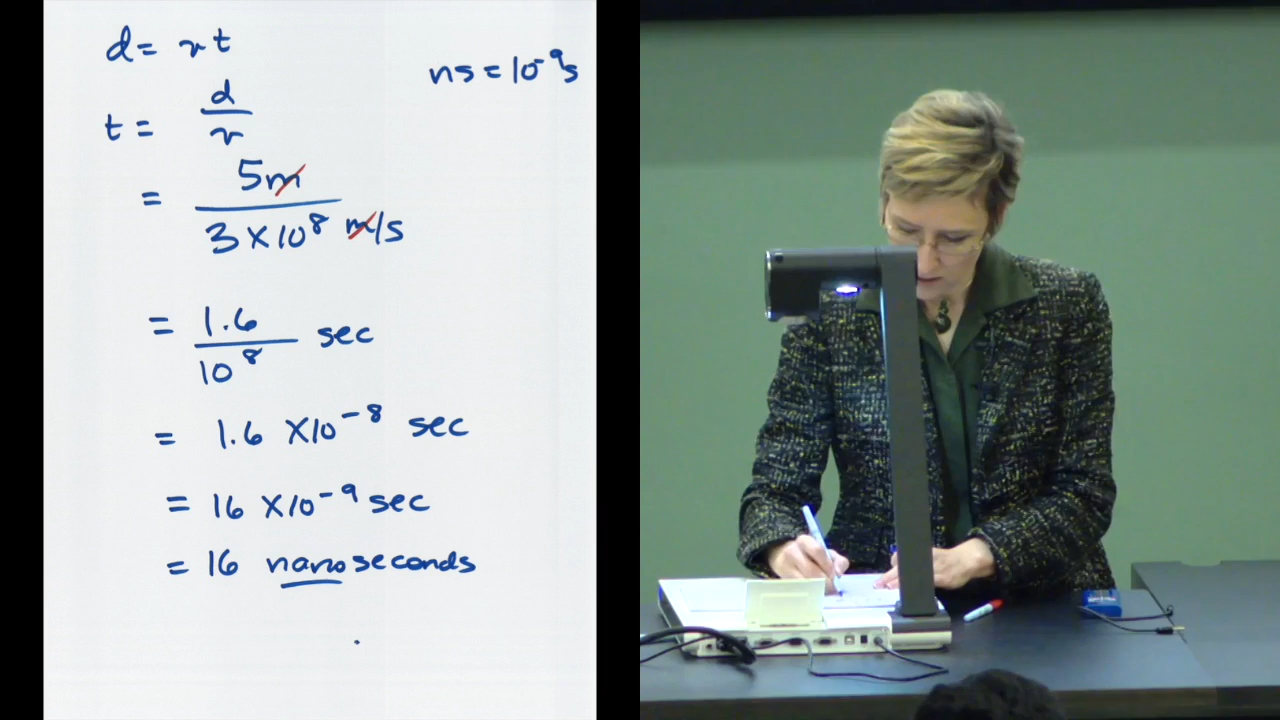 d = vt
ns = 10⁻⁹s
t = d/v
= 5m / 3 × 10⁸ m/s
= 1.6/10⁸ sec
= 1.6 × 10⁻⁸ sec
= 16 × 10⁻⁹ sec
= 16 nanoseconds